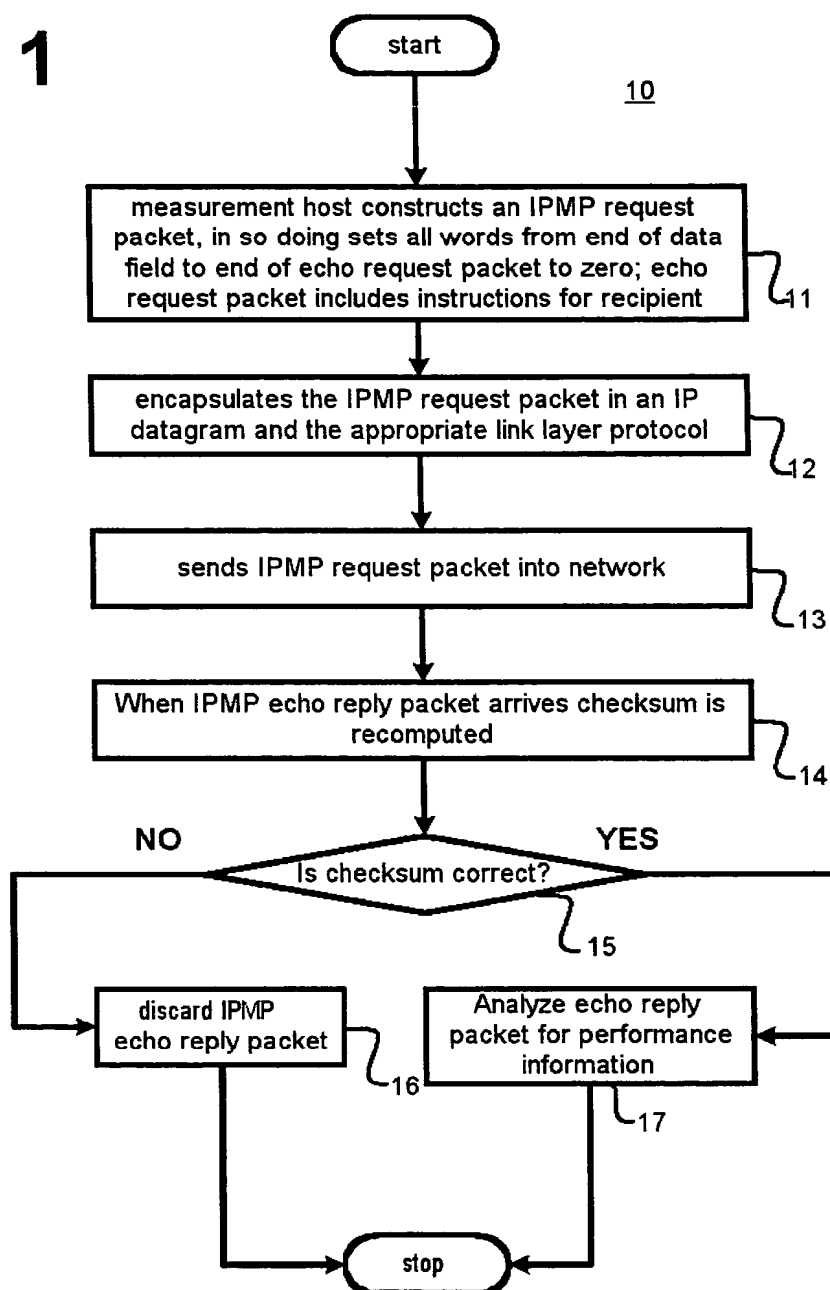 1
start
10
measurement host constructs an IPMP request
packet, in so doing sets all words from end of data
field to end of echo request packet to zero; echo
request packet includes instructions for recipient
11
encapsulates the IPMP request packet in an IP
datagram and the appropriate link layer protocol
12
sends IPMP request packet into network
13
When IPMP echo reply packet arrives checksum is
recomputed
14
NO
YES
Is checksum correct?
15
discard IPMP
echo reply packet
16
Analyze echo reply
packet for performance
information
17
stop